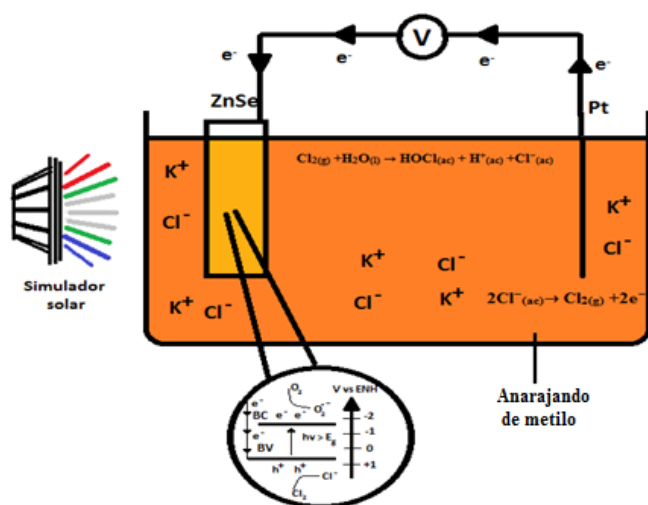 V
e⁻ e⁻ e⁻ e⁻
ZnSe
Pt
Cl₂(g) +H₂O(l) → HOCl(ac) + H⁺(ac) +Cl⁻(ac)
K⁺
Cl⁻
K⁺ Cl⁻
K⁺ Cl⁻
Cl⁻ K⁺
K⁺
Cl⁻
2Cl⁻(ac)→ Cl₂(g) +2e⁻
Simulador
solar
Anarajando
de metilo
O₂
O₂·⁻
V vs ENH
e⁻
BC e⁻ e⁻
e⁻
hν > Eg
BV
h⁺ h⁺
Cl⁻
Cl₂
-2
-1
0
+1